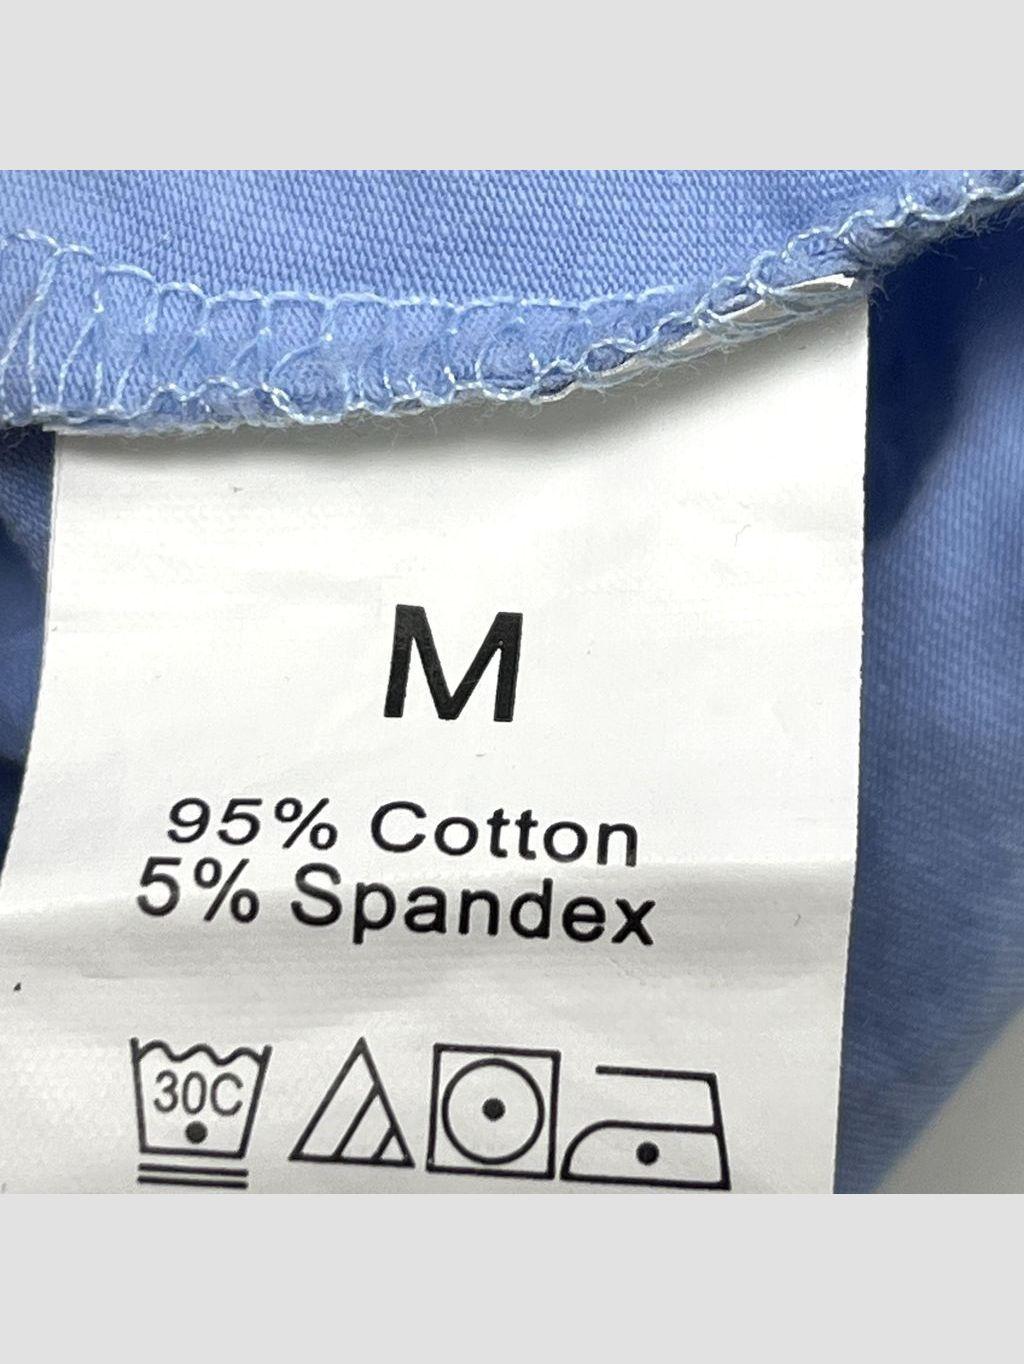 M
95% Cotton
5% Spandex
30C